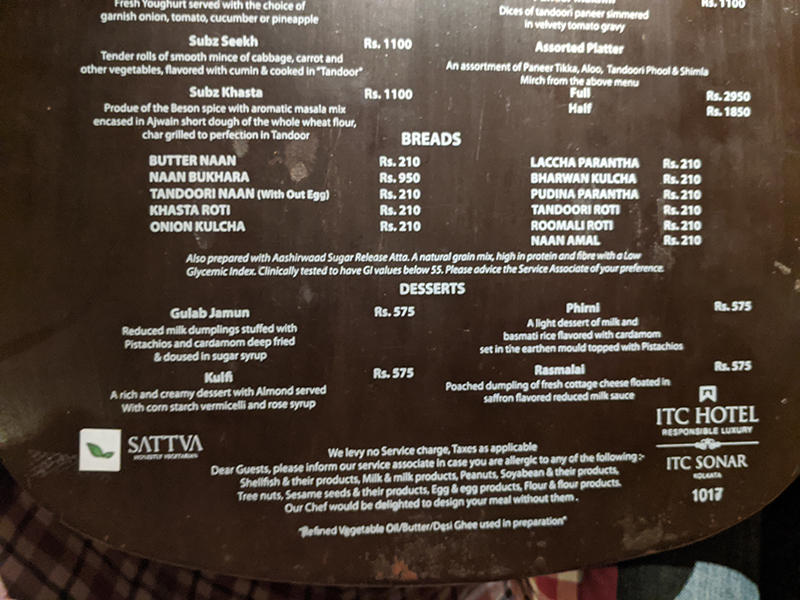 Fresh Youghurt served with the choice of
garnish onion, tomato, cucumber or pineapple
Subz Seekh Rs. 1100
Tender rolls of smooth mince of cabbage, carrot and
other vegetables, flavored with cumin & cooked in "Tandoor"
Subz Khasta Rs. 1100
Produe of the Beson spice with aromatic masala mix
encased in Ajwain short dough of the whole wheat flour,
char grilled to perfection in Tandoor
Rs. 1100
Dices of tandoori paneer simmered
in velvety tomato gravy
Assorted Platter
An assortment of Paneer Tikka, Aloo, Tandoori Phool & Shimla
Mirch from the above menu
Full Rs. 2950
Half Rs. 1850
BREADS
BUTTER NAAN Rs. 210
NAAN BUKHARA Rs. 950
TANDOORI NAAN (With Out Egg) Rs. 210
KHASTA ROTI Rs. 210
ONION KULCHA Rs. 210
LACCHA PARANTHA Rs. 210
BHARWAN KULCHA Rs. 210
PUDINA PARANTHA Rs. 210
TANDOORI ROTI Rs. 210
ROOMALI ROTI Rs. 210
NAAN AMAL Rs. 210
Also prepared with Aashirwaad Sugar Release Atta. A natural grain mix, high in protein and fibre with a Low
Glycemic Index. Clinically tested to have GI values below 55. Please advice the Service Associate of your preference.
DESSERTS
Gulab Jamun Rs. 575
Reduced milk dumplings stuffed with
Pistachios and cardamom deep fried
& doused in sugar syrup
Kulfi Rs. 575
A rich and creamy dessert with Almond served
With corn starch vermicelli and rose syrup
Phirni Rs. 575
A light dessert of milk and
basmati rice flavored with cardamom
set in the earthen mould topped with Pistachios
Rasmalai Rs. 575
Poached dumpling of fresh cottage cheese floated in
saffron flavored reduced milk sauce
SATTVA
HONESTLY VEGETARIAN
We levy no Service charge, Taxes as applicable
Dear Guests, please inform our service associate in case you are allergic to any of the following :-
Shellfish & their products, Milk & milk products, Peanuts, Soyabean & their products,
Tree nuts, Sesame seeds & their products, Egg & egg products, Flour & flour products.
Our Chef would be delighted to design your meal without them.
"Refined Vegetable Oil/Butter/Desi Ghee used in preparation"
ITC HOTEL
RESPONSIBLE LUXURY
ITC SONAR
KOLKATA
1017